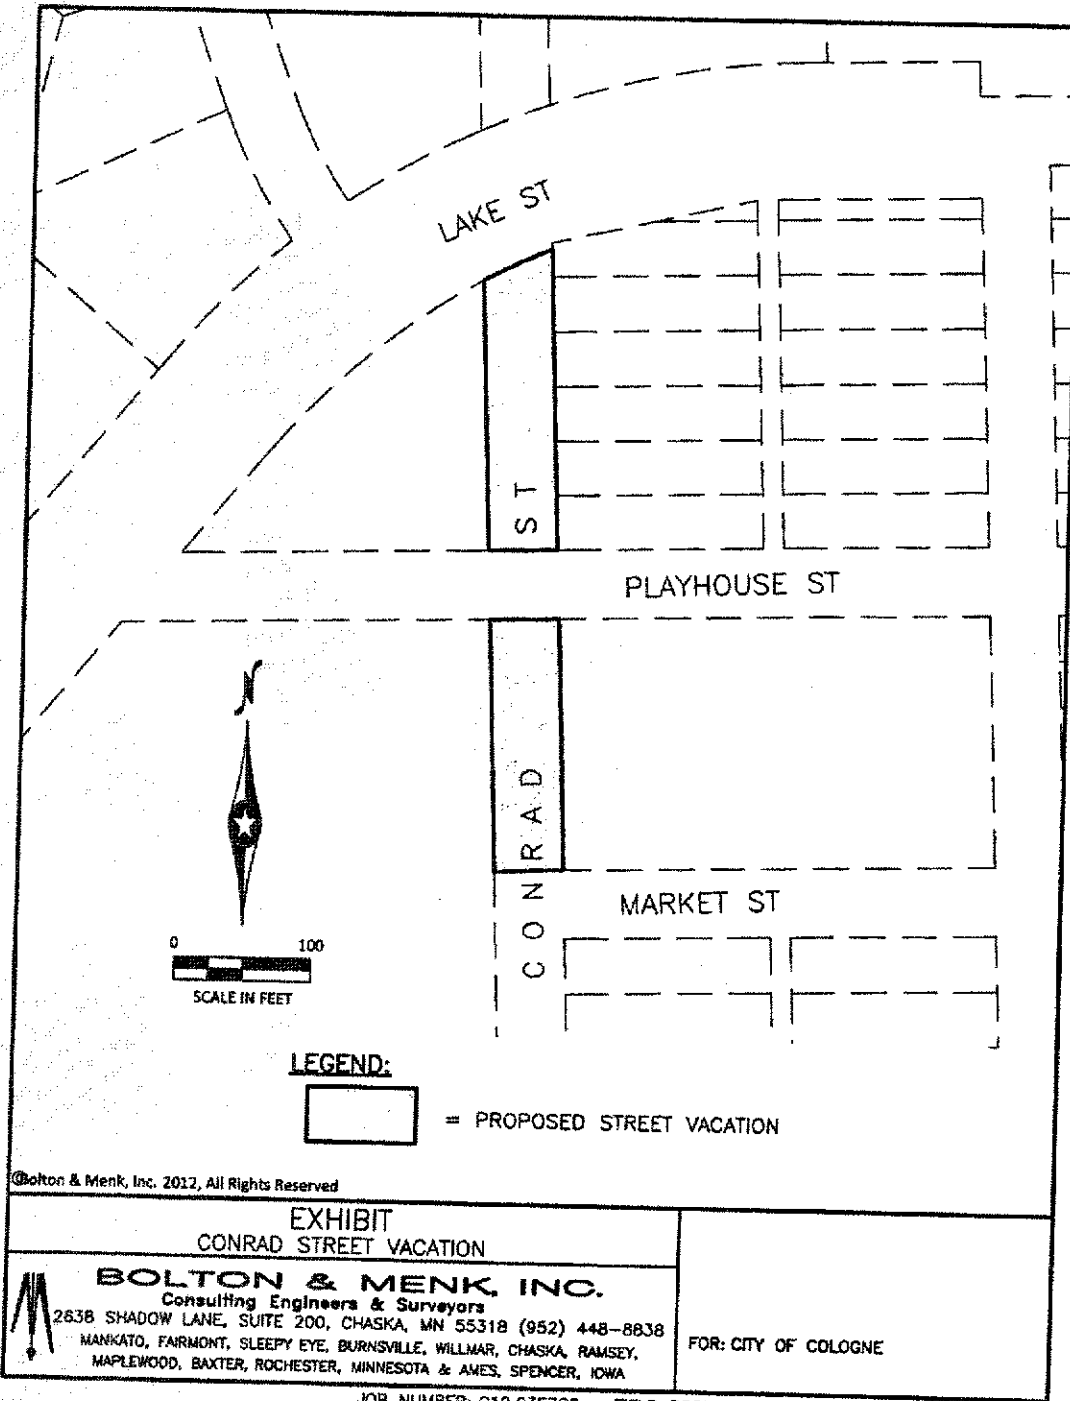 LAKE ST
ST
PLAYHOUSE ST
CONRAD
MARKET ST
N
0 100
SCALE IN FEET
LEGEND:
= PROPOSED STREET VACATION
©Bolton & Menk, Inc. 2012, All Rights Reserved
EXHIBIT
CONRAD STREET VACATION
BOLTON & MENK, INC.
Consulting Engineers & Surveyors
2638 SHADOW LANE, SUITE 200, CHASKA, MN 55318 (952) 448-8838
MANKATO, FAIRMONT, SLEEPY EYE, BURNSVILLE, WILLMAR, CHASKA, RAMSEY,
MAPLEWOOD, BAXTER, ROCHESTER, MINNESOTA & AMES, SPENCER, IOWA
FOR: CITY OF COLOGNE
JOB NUMBER: